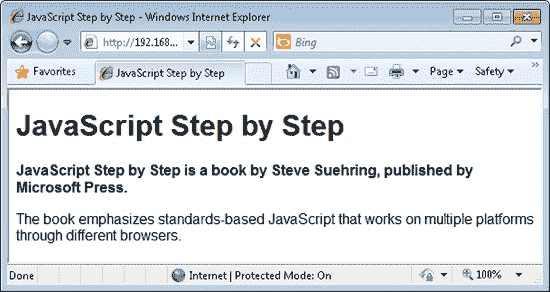 JavaScript Step by Step - Windows Internet Explorer
http://192.168...
Bing
Favorites
JavaScript Step by Step
Page
Safety
JavaScript Step by Step
JavaScript Step by Step is a book by Steve Suehring, published by
Microsoft Press.
The book emphasizes standards-based JavaScript that works on multiple platforms
through different browsers.
Done
Internet | Protected Mode: On
100%